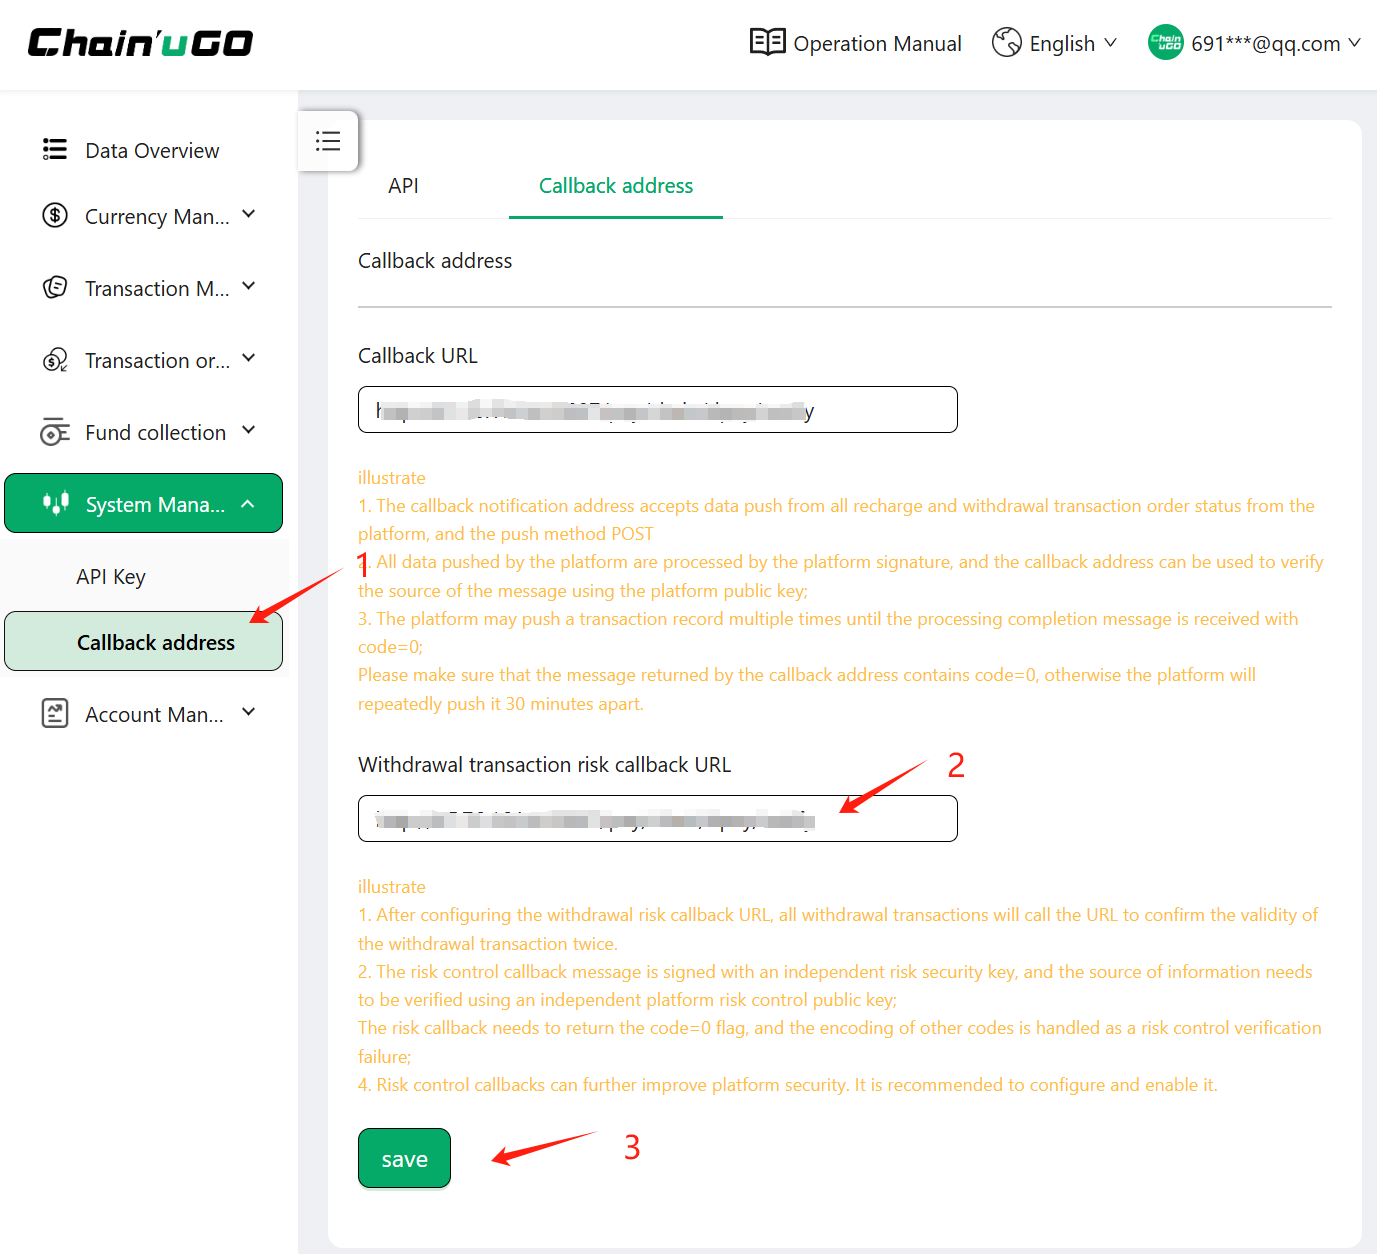 Chain'uGO
Operation Manual
English
Chain uGO
691***@qq.com
Data Overview
Currency Man...
Transaction M...
Transaction or...
Fund collection
System Mana...
API Key
Callback address
Account Man...
API
Callback address
Callback address
Callback URL
illustrate
1. The callback notification address accepts data push from all recharge and withdrawal transaction order status from the
platform, and the push method POST
2. All data pushed by the platform are processed by the platform signature, and the callback address can be used to verify
the source of the message using the platform public key;
3. The platform may push a transaction record multiple times until the processing completion message is received with
code=0;
Please make sure that the message returned by the callback address contains code=0, otherwise the platform will
repeatedly push it 30 minutes apart.
1
Withdrawal transaction risk callback URL
2
illustrate
1. After configuring the withdrawal risk callback URL, all withdrawal transactions will call the URL to confirm the validity of
the withdrawal transaction twice.
2. The risk control callback message is signed with an independent risk security key, and the source of information needs
to be verified using an independent platform risk control public key;
The risk callback needs to return the code=0 flag, and the encoding of other codes is handled as a risk control verification
failure;
4. Risk control callbacks can further improve platform security. It is recommended to configure and enable it.
save
3